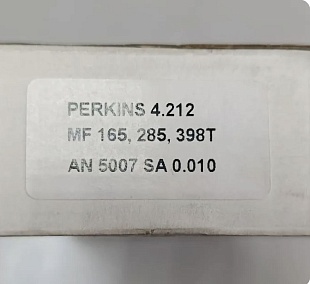 PERKINS 4.212
MF 165, 285, 398T
AN 5007 SA 0.010